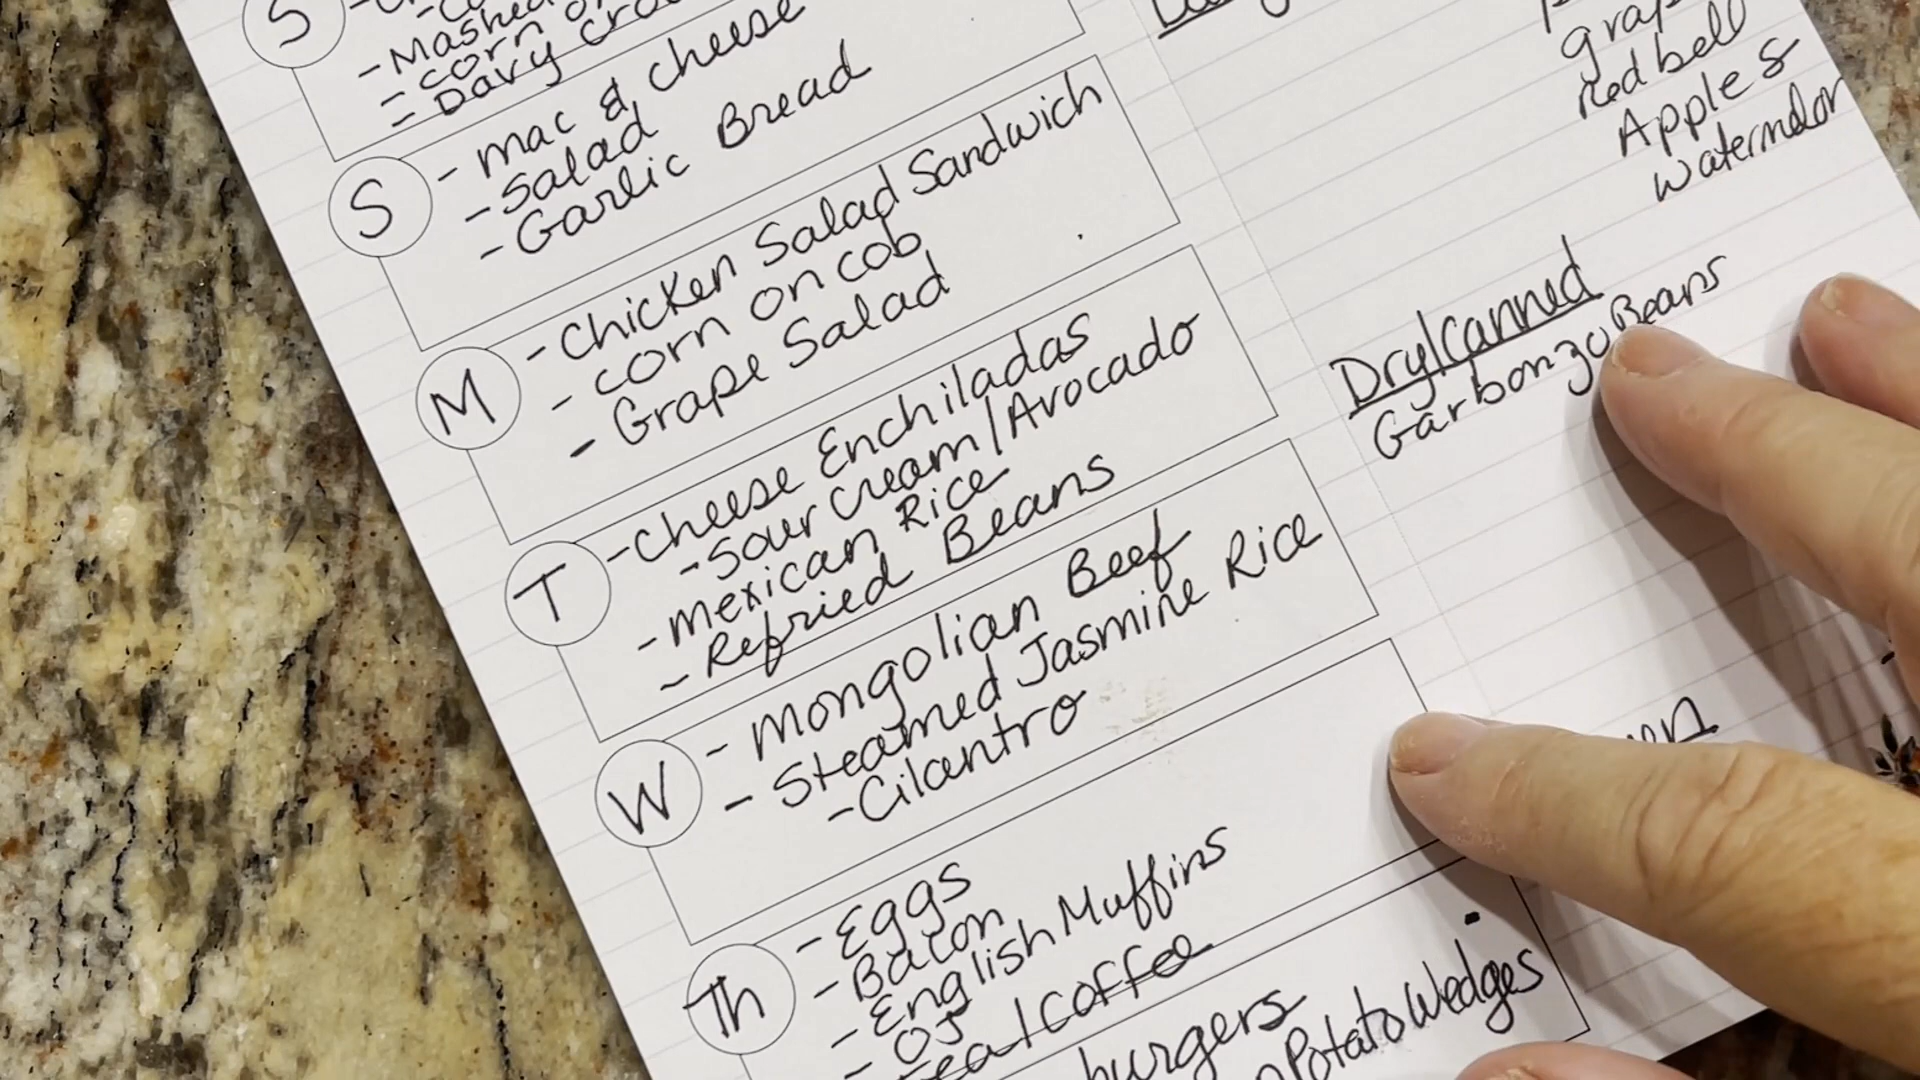 S
- Mashed
- corn
- Davy
S
- mac & cheese
- Salad
- Garlic Bread
M
- Chicken Salad Sandwich
- corn on cob
- Grape Salad
T
- Cheese Enchiladas
- Sour Cream/Avocado
- Mexican Rice
- Refried Beans
W
- Mongolian Beef
- Steamed Jasmine Rice
- Cilantro
Th
- Eggs
- Bacon
- English Muffins
- OJ
coffee
burgers
Potato Wedges
Red bell
Apples
Watermelon
Dry/Canned
Garbonzo Beans